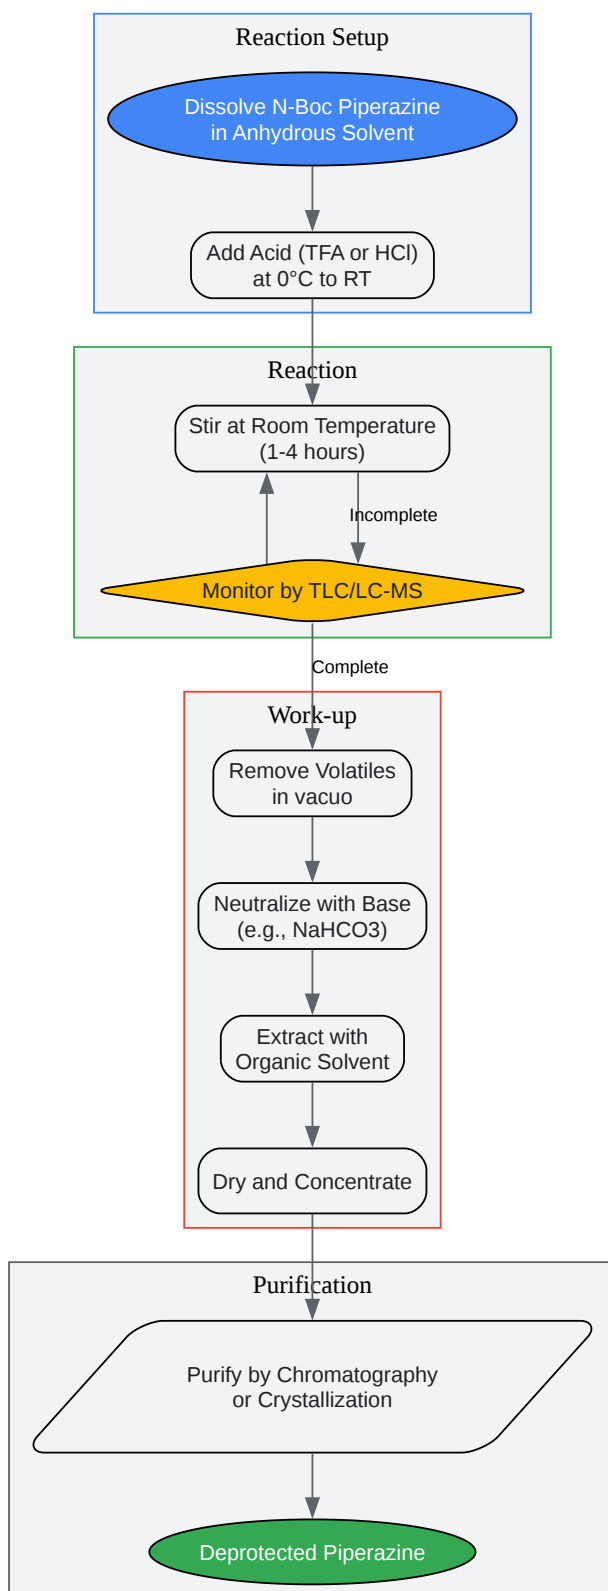 Reaction Setup
Dissolve N-Boc Piperazine
in Anhydrous Solvent
Add Acid (TFA or HCl)
at 0°C to RT
Reaction
Stir at Room Temperature
(1-4 hours)
Incomplete
Monitor by TLC/LC-MS
Complete
Work-up
Remove Volatiles
in vacuo
Neutralize with Base
(e.g., NaHCO3)
Extract with
Organic Solvent
Dry and Concentrate
Purification
Purify by Chromatography
or Crystallization
Deprotected Piperazine